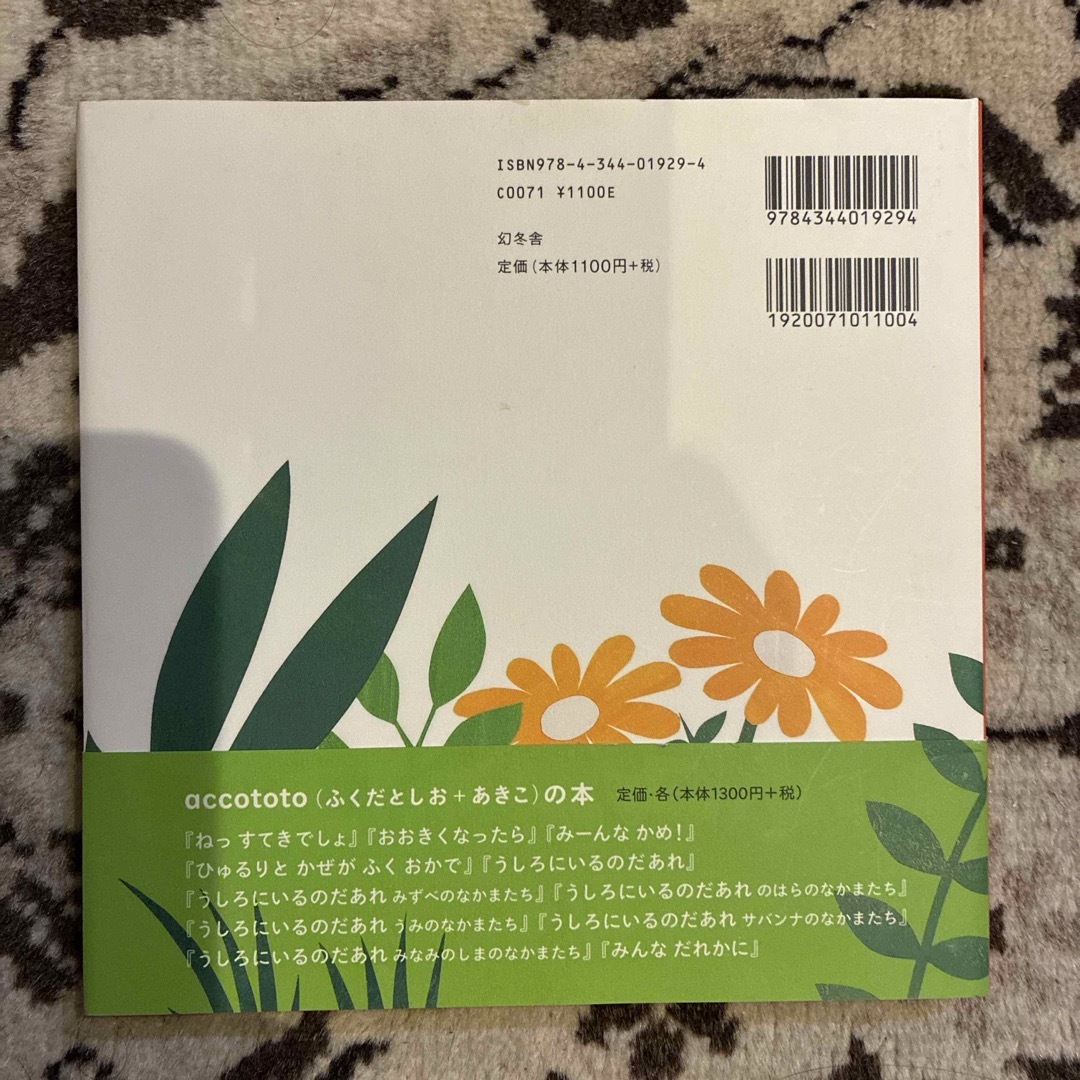 ISBN978-4-344-01929-4
C0071 ¥1100E
幻冬舎
定価(本体1100円+税)
9784344019294
1920071011004
accototo(ふくだとしお+あきこ)の本 定価・各(本体1300円+税)
『ねっ すてきでしょ』『おおきくなったら』『みーんな かめ!』
『ひゅるりと かぜが ふく おかで』『うしろにいるのだあれ』
『うしろにいるのだあれ みずべのなかまたち』『うしろにいるのだあれ のはらのなかまたち』
『うしろにいるのだあれ うみのなかまたち』『うしろにいるのだあれ サバンナのなかまたち』
『うしろにいるのだあれ みなみのしまのなかまたち』『みんな だれかに』